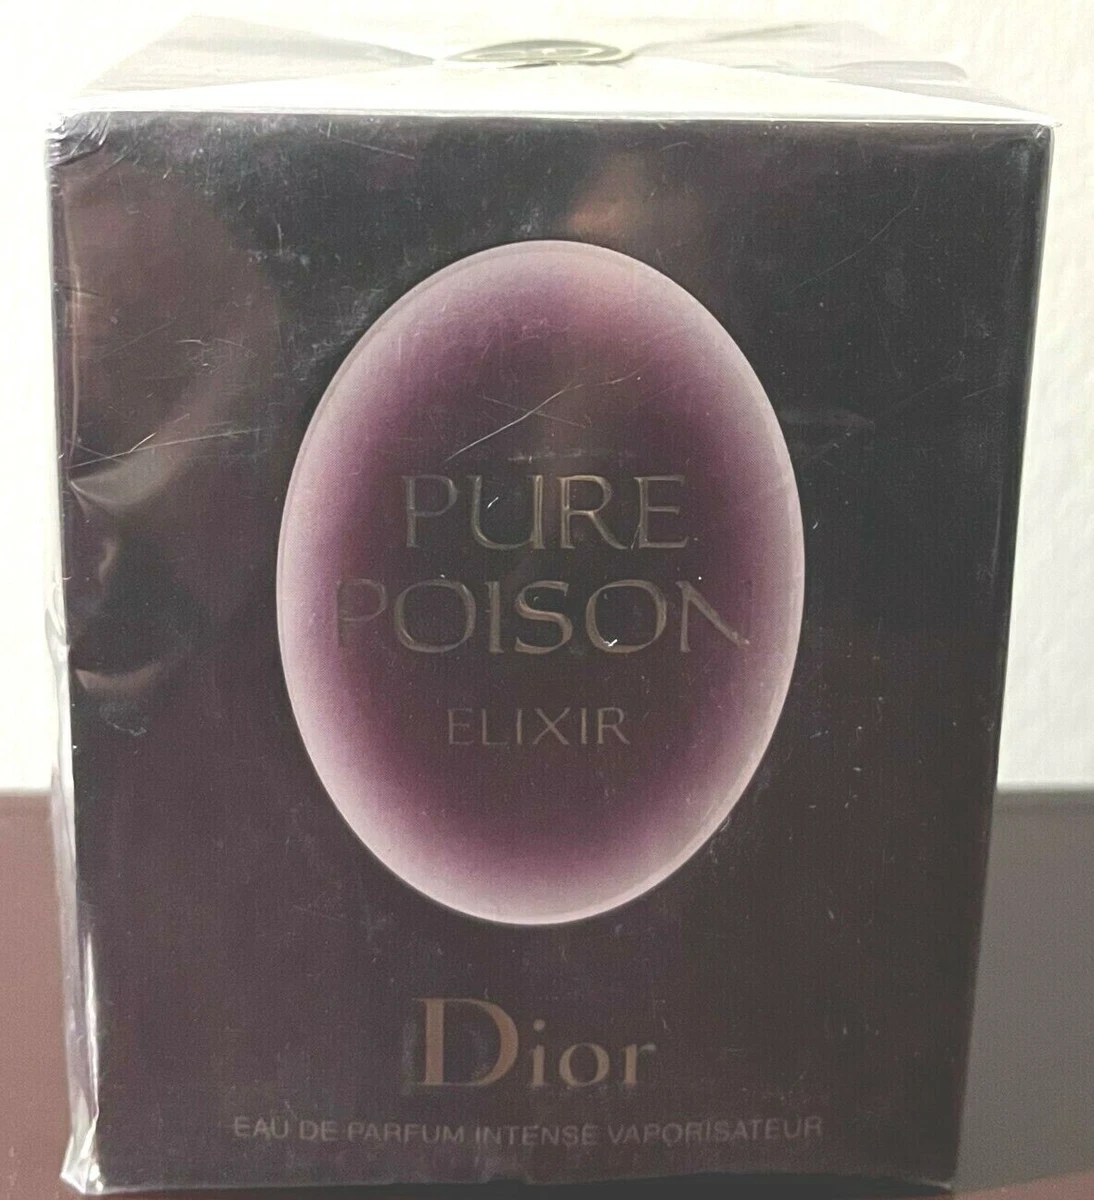 PURE
POISON
ELIXIR
Dior
EAU DE PARFUM INTENSE VAPORISATEUR